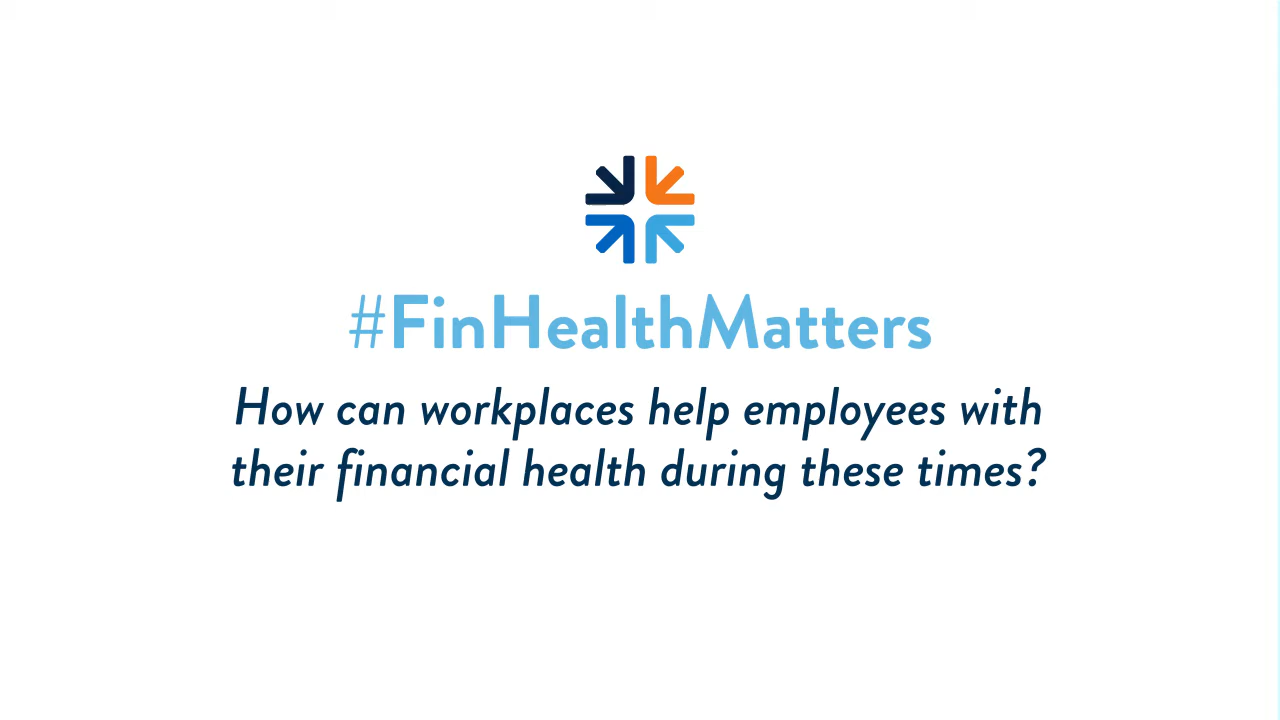 #FinHealthMatters
How can workplaces help employees with
their financial health during these times?